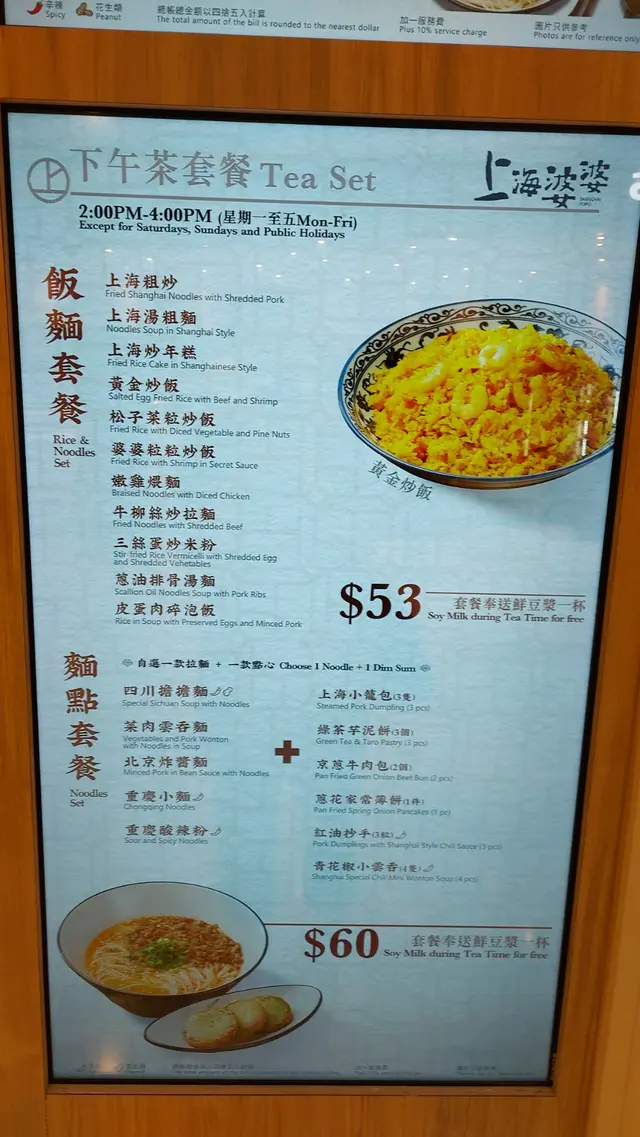 辛辣
Spicy
花生類
Peanut
總帳總金額以四捨五入計算
The total amount of the bill is rounded to the nearest dollar
加一服務費
Plus 10% service charge
圖片只供參考
Photos are for reference only
上
下午茶套餐 Tea Set
上海婆婆
2:00PM-4:00PM (星期一至五Mon-Fri)
Except for Saturdays, Sundays and Public Holidays
飯麵套餐
Rice &
Noodles
Set
上海粗炒
Fried Shanghai Noodles with Shredded Pork
上海湯粗麵
Noodles Soup in Shanghai Style
上海炒年糕
Fried Rice Cake in Shanghainese Style
黃金炒飯
Salted Egg Fried Rice with Beef and Shrimp
松子菜粒炒飯
Fried Rice with Diced Vegetable and Pine Nuts
婆婆粒粒炒飯
Fried Rice with Shrimp in Secret Sauce
嫩雞煨麵
Braised Noodles with Diced Chicken
牛柳絲炒拉麵
Fried Noodles with Shredded Beef
三絲蛋炒米粉
Stir-fried Rice Vermicelli with Shredded Egg
and Shredded Vehetables
蔥油排骨湯麵
Scallion Oil Noodles Soup with Pork Ribs
皮蛋肉碎泡飯
Rice in Soup with Preserved Eggs and Minced Pork
黃金炒飯
$53
套餐奉送鮮豆漿一杯
Soy Milk during Tea Time for free
麵點套餐
Noodles
Set
自選一款拉麵 + 一款點心 Choose 1 Noodle + 1 Dim Sum
四川擔擔麵
Special Sichuan Soup with Noodles
菜肉雲吞麵
Vegetables and Pork Wonton
with Noodles in Soup
北京炸醬麵
Minced Pork in Bean Sauce with Noodles
重慶小麵
Chongqing Noodles
重慶酸辣粉
Sour and Spicy Noodles
+
上海小籠包(3隻)
Steamed Pork Dumpling (3 pcs)
綠茶芋泥餅(3個)
Green Tea & Taro Pastry (3 pcs)
京蔥牛肉包(2個)
Pan Fried Green Onion Beef Bun (2 pcs)
蔥花家常薄餅(1件)
Pan Fried Spring Onion Pancakes (1 pc)
紅油抄手(3粒)
Pork Dumplings with Shanghai Style Chili Sauce (3 pcs)
青花椒小雲吞(4隻)
Shanghai Special Chili Mini Wonton Soup (4 pcs)
$60
套餐奉送鮮豆漿一杯
Soy Milk during Tea Time for free